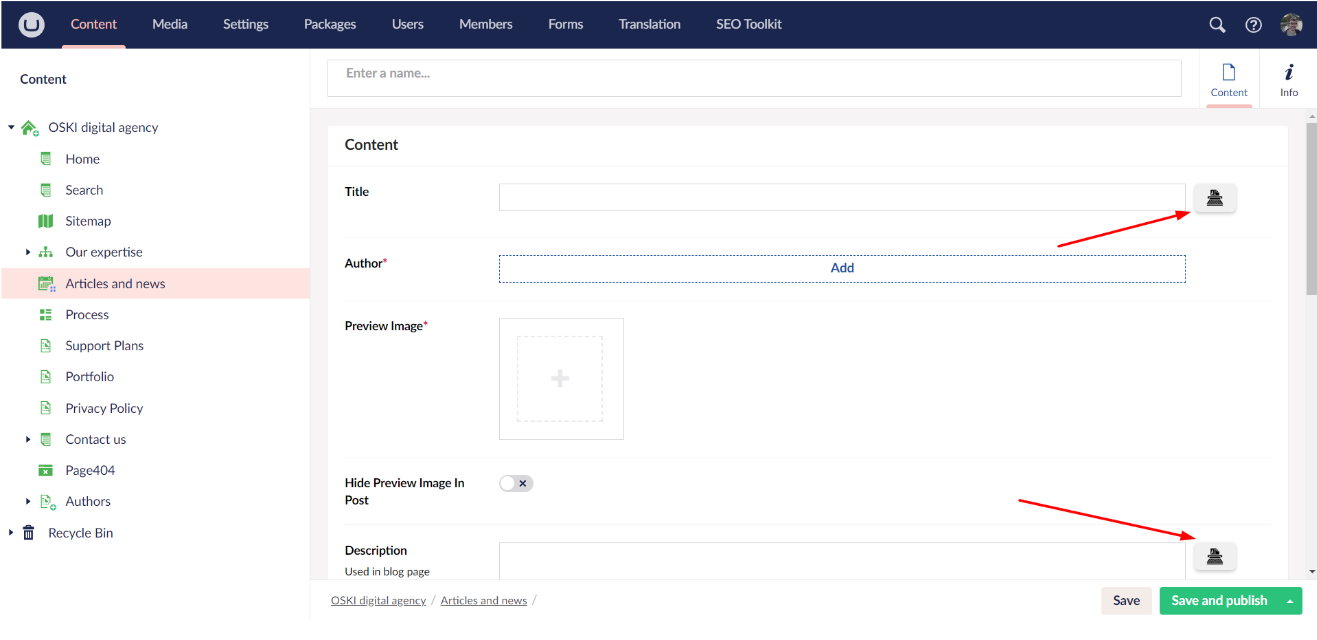 Content Media Settings Packages Users Members Forms Translation SEO Toolkit
Content
OSKI digital agency
Home
Search
Sitemap
Our expertise
Articles and news
Process
Support Plans
Portfolio
Privacy Policy
Contact us
Page404
Authors
Recycle Bin
Enter a name...
Content
Info
Content
Title
Author*
Add
Preview Image*
Hide Preview Image In
Post
Description
Used in blog page
OSKI digital agency / Articles and news /
Save
Save and publish